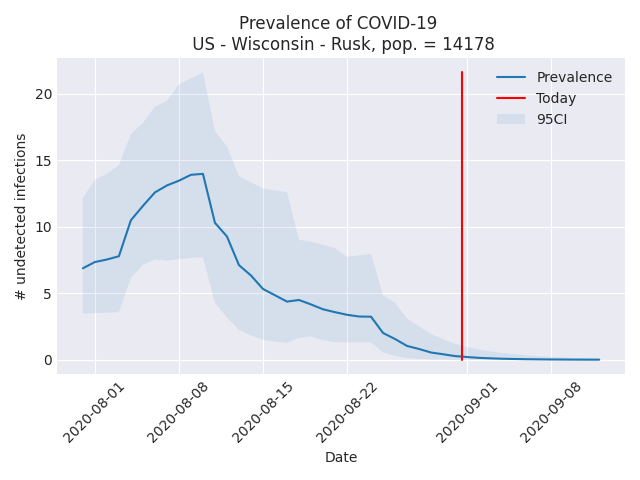 Prevalence of COVID-19
US - Wisconsin - Rusk, pop. = 14178
Prevalence
Today
95CI
# undetected infections
20
15
10
5
0
2020-08-01
2020-08-08
2020-08-15
2020-08-22
2020-09-01
2020-09-08
Date